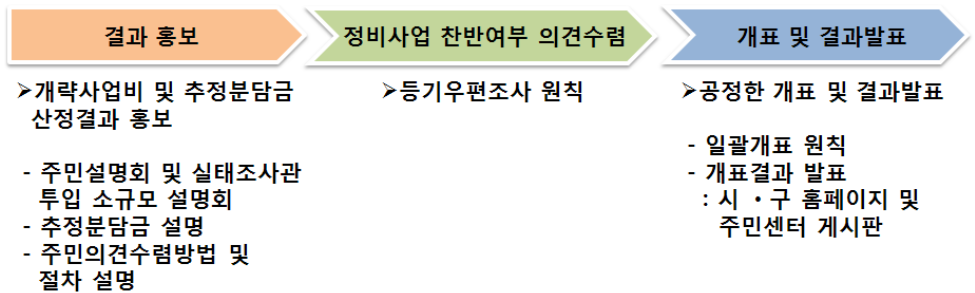 결과 홍보
➢개략사업비 및 추정분담금
산정결과 홍보
- 주민설명회 및 실태조사관
투입 소규모 설명회
- 추정분담금 설명
- 주민의견수렴방법 및
절차 설명
정비사업 찬반여부 의견수렴
➢등기우편조사 원칙
개표 및 결과발표
➢공정한 개표 및 결과발표
- 일괄개표 원칙
- 개표결과 발표
: 시 •구 홈페이지 및
주민센터 게시판